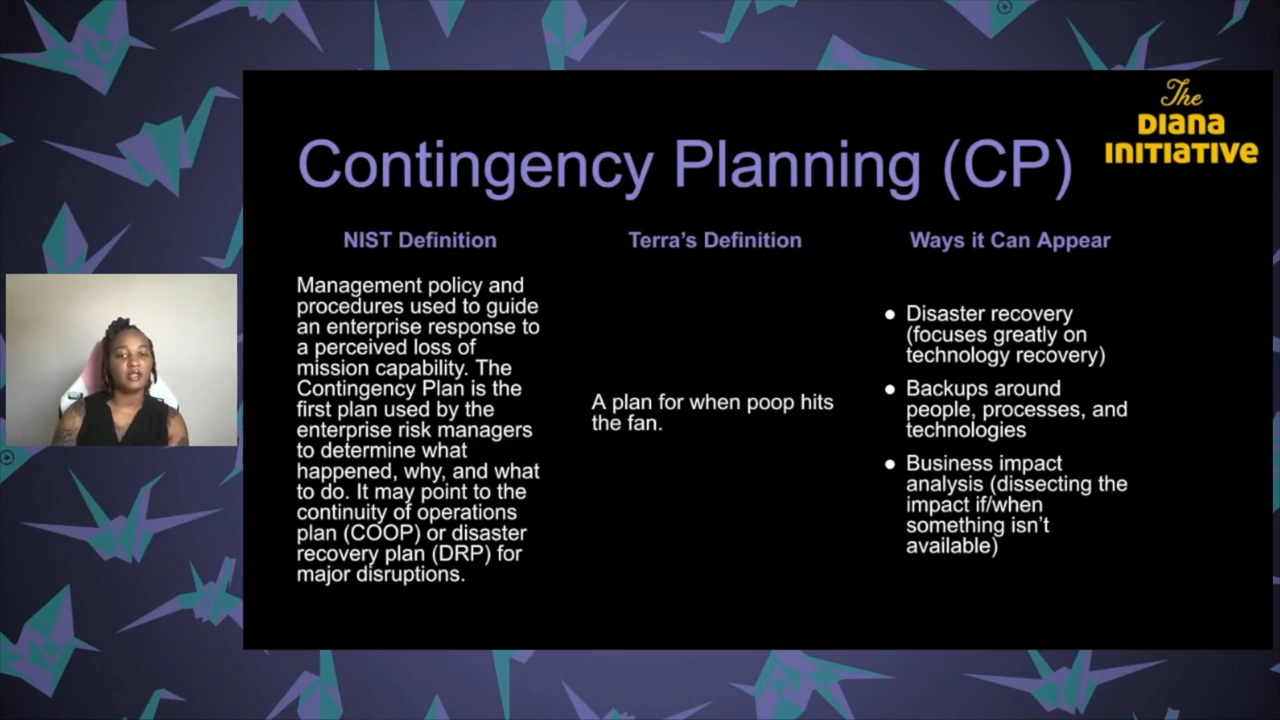 The
DIANA
INITIATIVE
Contingency Planning (CP)
NIST Definition
Management policy and
procedures used to guide
an enterprise response to
a perceived loss of
mission capability. The
Contingency Plan is the
first plan used by the
enterprise risk managers
to determine what
happened, why, and what
to do. It may point to the
continuity of operations
plan (COOP) or disaster
recovery plan (DRP) for
major disruptions.
Terra’s Definition
A plan for when poop hits
the fan.
Ways it Can Appear
● Disaster recovery
(focuses greatly on
technology recovery)
● Backups around
people, processes, and
technologies
● Business impact
analysis (dissecting the
impact if/when
something isn’t
available)